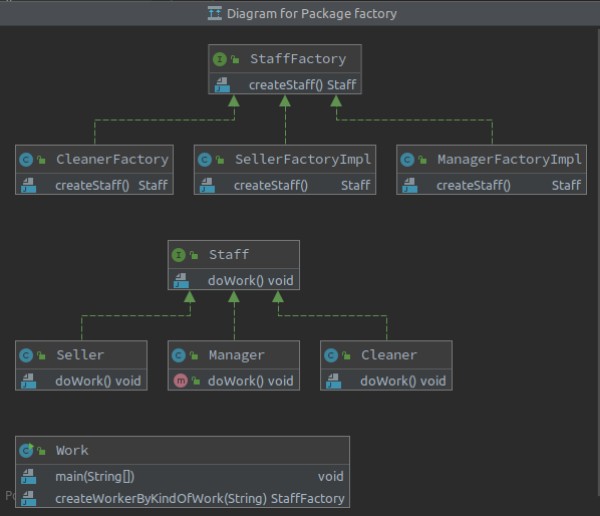 Diagram for Package factory
I StaffFactory
createStaff() Staff
C CleanerFactory
createStaff() Staff
C SellerFactoryImpl
createStaff() Staff
C ManagerFactoryImpl
createStaff() Staff
I Staff
doWork() void
C Seller
doWork() void
C Manager
m doWork() void
C Cleaner
doWork() void
C Work
main(String[]) void
createWorkerByKindOfWork(String) StaffFactory